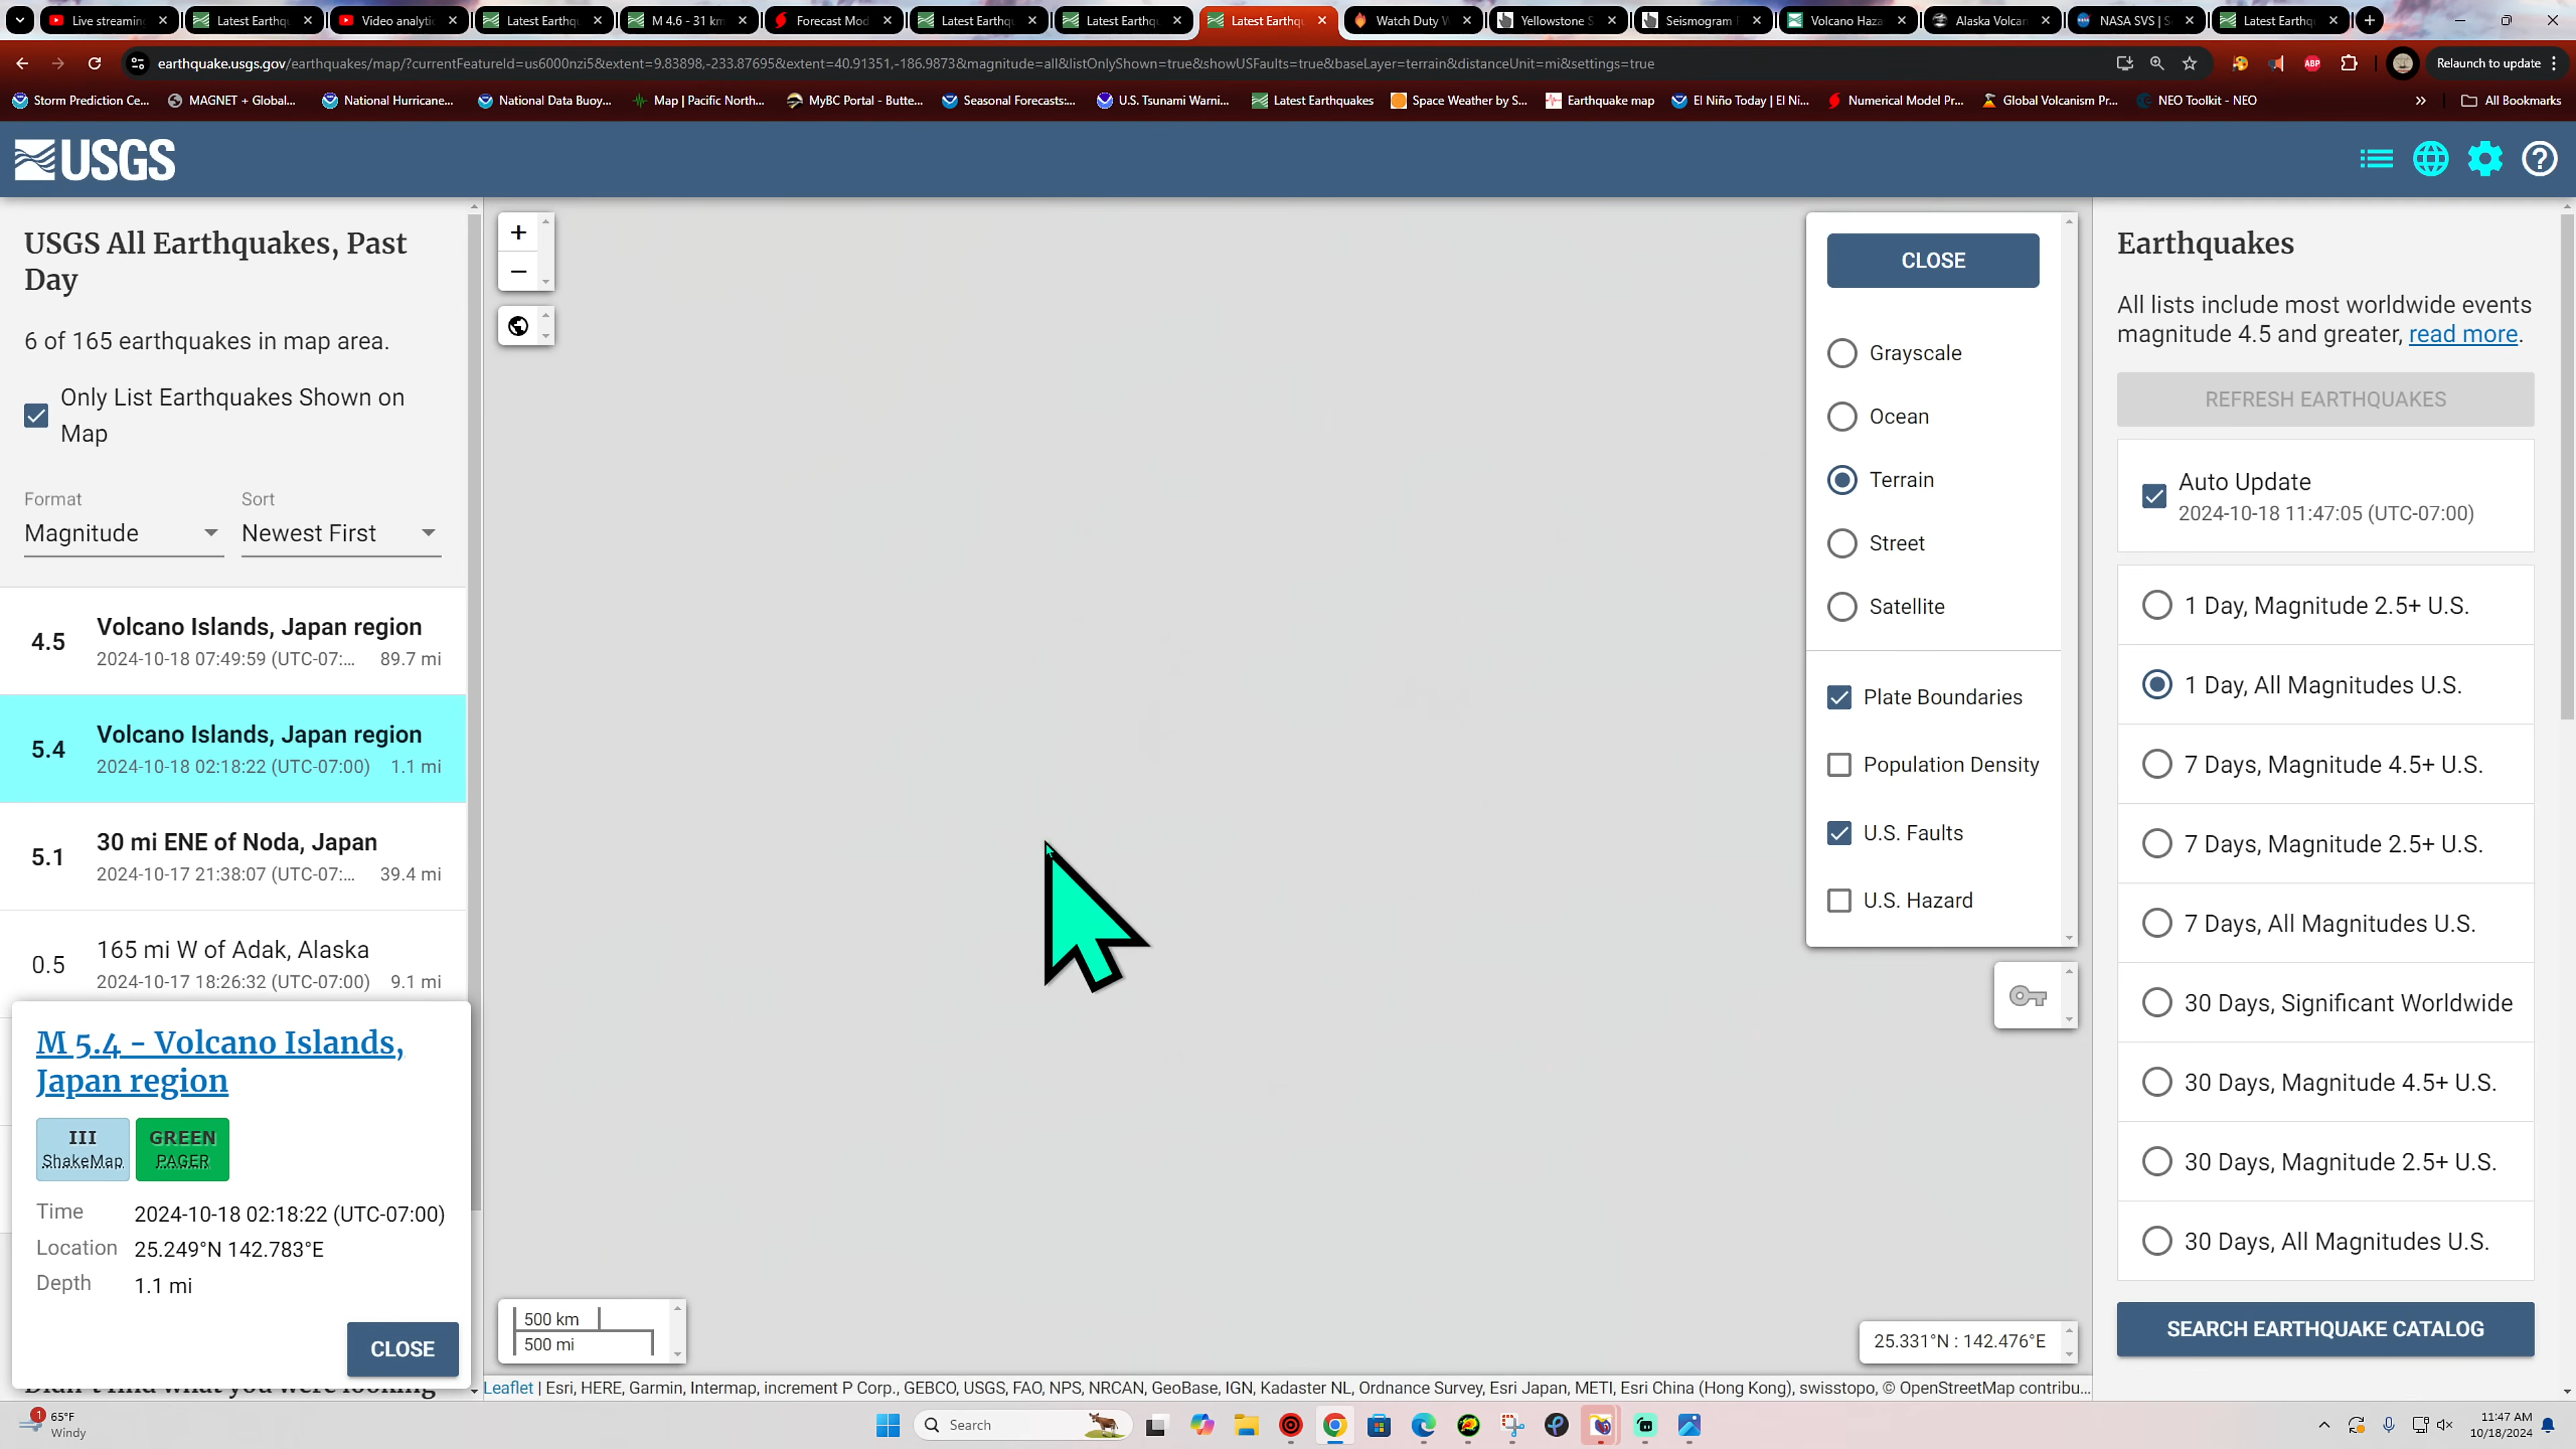 Live streaming
Latest Earthqu
Video analytic
Latest Earthqu
M 4.6 - 31 km
Forecast Mod
Latest Earthqu
Latest Earthqu
Latest Earthqu
Watch Duty W
Yellowstone S
Seismogram
Volcano Haza
Alaska Volcan
NASA SVS | S
Latest Earthq
earthquake.usgs.gov/earthquakes/map/?currentFeatureId=us6000nzi5&extent=9.83898,-233.87695&extent=40.91351,-186.9873&magnitude=all&listOnlyShown=true&showUSFaults=true&baseLayer=terrain&distanceUnit=mi&settings=true
ABP
Relaunch to update
Storm Prediction Ce...
MAGNET + Global...
National Hurricane...
National Data Buoy...
Map | Pacific North...
MyBC Portal - Butte...
Seasonal Forecasts:...
U.S. Tsunami Warni...
Latest Earthquakes
Space Weather by S...
Earthquake map
El Niño Today | El Ni...
Numerical Model Pr...
Global Volcanism Pr...
NEO Toolkit - NEO
All Bookmarks
USGS
USGS All Earthquakes, Past
Day
6 of 165 earthquakes in map area.
Only List Earthquakes Shown on
Map
Format
Sort
Magnitude
Newest First
4.5
Volcano Islands, Japan region
2024-10-18 07:49:59 (UTC-07:... 89.7 mi
5.4
Volcano Islands, Japan region
2024-10-18 02:18:22 (UTC-07:00) 1.1 mi
5.1
30 mi ENE of Noda, Japan
2024-10-17 21:38:07 (UTC-07:... 39.4 mi
0.5
165 mi W of Adak, Alaska
2024-10-17 18:26:32 (UTC-07:00) 9.1 mi
M 5.4 - Volcano Islands,
Japan region
III
ShakeMap
GREEN
PAGER
Time 2024-10-18 02:18:22 (UTC-07:00)
Location 25.249°N 142.783°E
Depth 1.1 mi
CLOSE
Didn't find what you were looking
+
−
500 km
500 mi
CLOSE
Grayscale
Ocean
Terrain
Street
Satellite
Plate Boundaries
Population Density
U.S. Faults
U.S. Hazard
25.331°N : 142.476°E
Leaflet | Esri, HERE, Garmin, Intermap, increment P Corp., GEBCO, USGS, FAO, NPS, NRCAN, GeoBase, IGN, Kadaster NL, Ordnance Survey, Esri Japan, METI, Esri China (Hong Kong), swisstopo, © OpenStreetMap contribu...
Earthquakes
All lists include most worldwide events
magnitude 4.5 and greater, read more.
REFRESH EARTHQUAKES
Auto Update
2024-10-18 11:47:05 (UTC-07:00)
1 Day, Magnitude 2.5+ U.S.
1 Day, All Magnitudes U.S.
7 Days, Magnitude 4.5+ U.S.
7 Days, Magnitude 2.5+ U.S.
7 Days, All Magnitudes U.S.
30 Days, Significant Worldwide
30 Days, Magnitude 4.5+ U.S.
30 Days, Magnitude 2.5+ U.S.
30 Days, All Magnitudes U.S.
SEARCH EARTHQUAKE CATALOG
1
65°F
Windy
Search
11:47 AM
10/18/2024